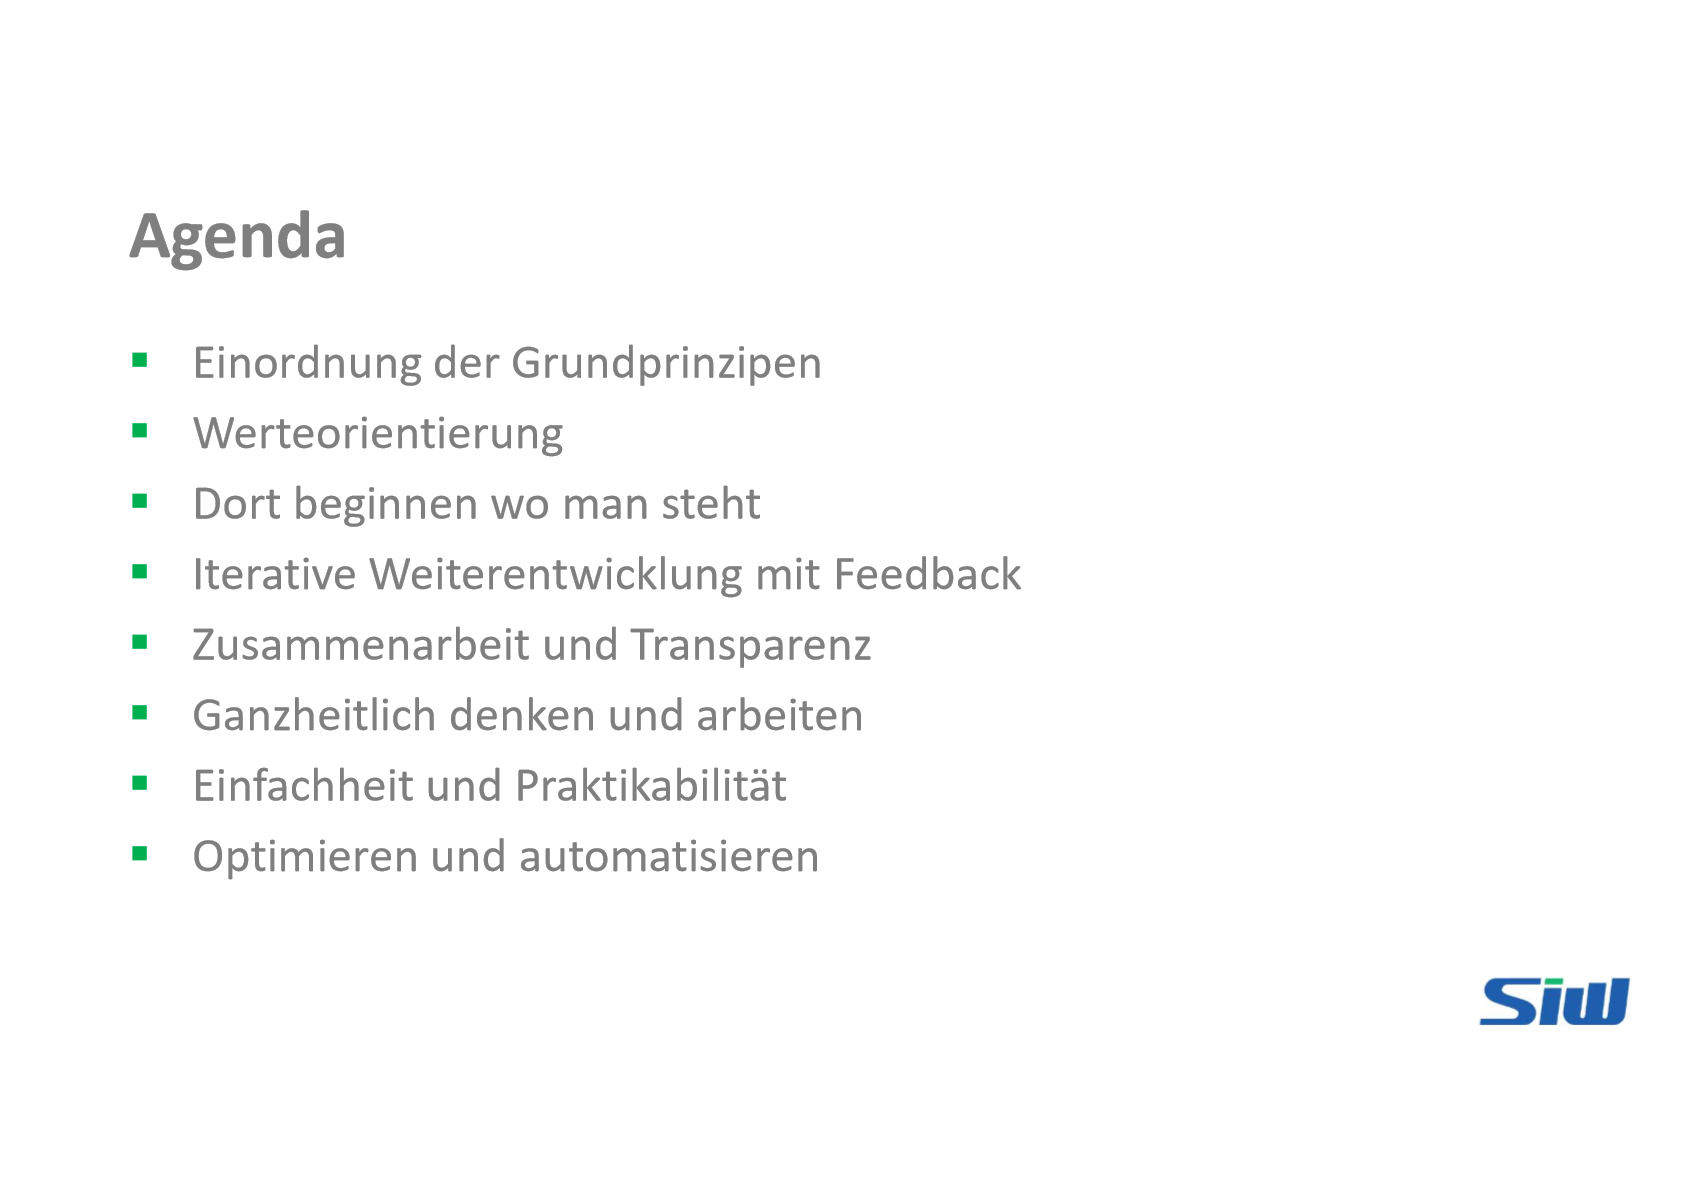 Agenda
▪ Einordnung der Grundprinzipen
▪ Werteorientierung
▪ Dort beginnen wo man steht
▪ Iterative Weiterentwicklung mit Feedback
▪ Zusammenarbeit und Transparenz
▪ Ganzheitlich denken und arbeiten
▪ Einfachheit und Praktikabilität
▪ Optimieren und automatisieren
Siw